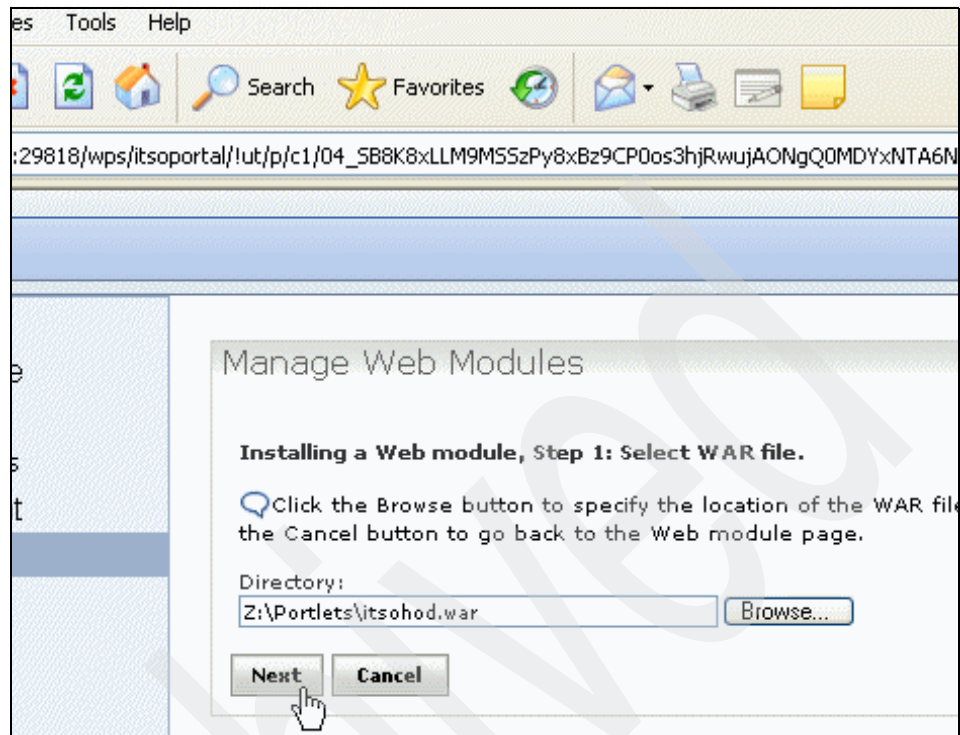 es Tools Help
Search Favorites
:29818/wps/itsoportal/!ut/p/c1/04_SB8K8xLLM9MSSzPy8xBz9CP0os3hjRwujAONgQ0MDYxNTA6N
Manage Web Modules
e
Installing a Web module, Step 1: Select WAR file.
s
Click the Browse button to specify the location of the WAR file
t
the Cancel button to go back to the Web module page.
Directory:
Z:\Portlets\itsohod.war Browse...
Next Cancel